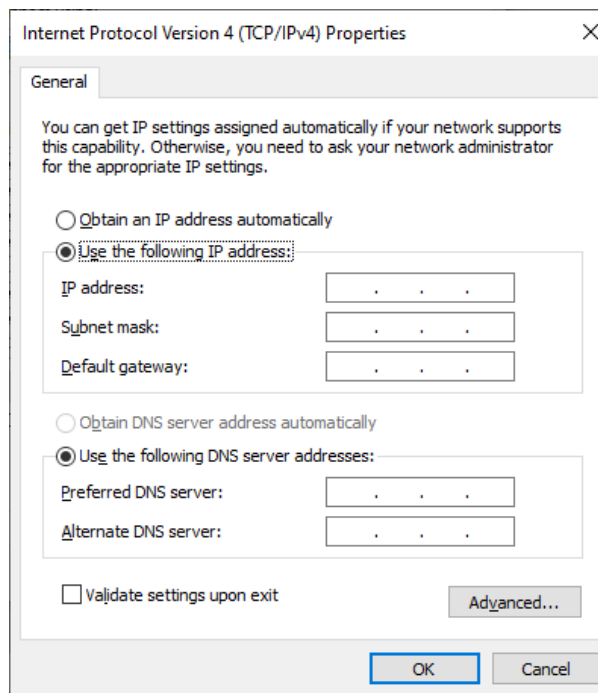 Internet Protocol Version 4 (TCP/IPv4) Properties
General
You can get IP settings assigned automatically if your network supports
this capability. Otherwise, you need to ask your network administrator
for the appropriate IP settings.
Obtain an IP address automatically
Use the following IP address:
IP address: . . .
Subnet mask: . . .
Default gateway: . . .
Obtain DNS server address automatically
Use the following DNS server addresses:
Preferred DNS server: . . .
Alternate DNS server: . . .
Validate settings upon exit
Advanced...
OK Cancel